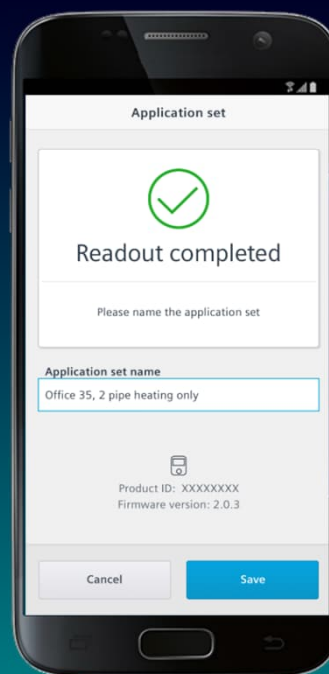 Application set
Readout completed
Please name the application set
Application set name
Office 35, 2 pipe heating only
Product ID: XXXXXXXX
Firmware version: 2.0.3
Cancel
Save